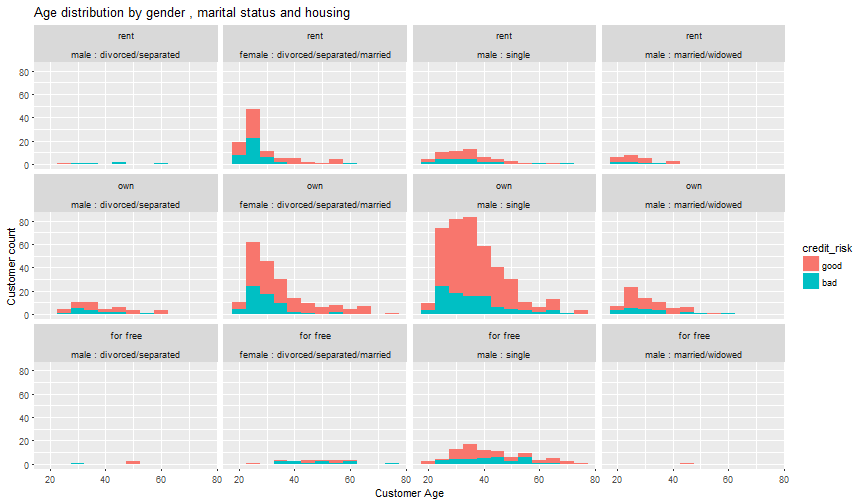 Age distribution by gender , marital status and housing
rent rent rent rent
male : divorced/separated female : divorced/separated/married male : single male : married/widowed
80
60
40
20
0
own own own own
male : divorced/separated female : divorced/separated/married male : single male : married/widowed
80
60
40
20
0
Customer count
credit_risk
good
bad
for free for free for free for free
male : divorced/separated female : divorced/separated/married male : single male : married/widowed
80
60
40
20
0
20 40 60 80 20 40 60 80 20 40 60 80 20 40 60 80
Customer Age